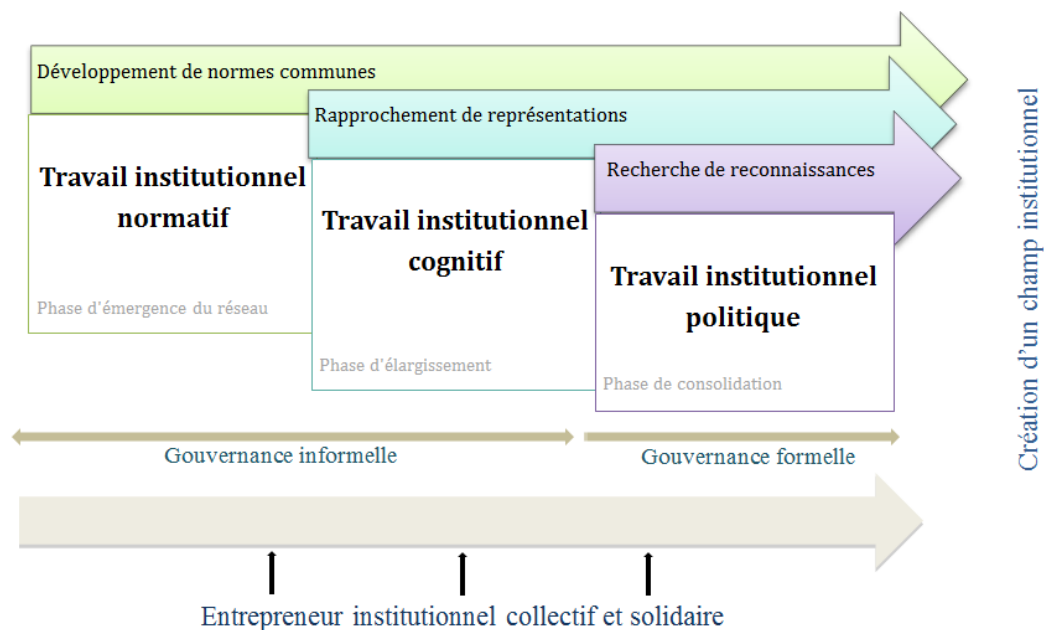 Développement de normes communes
Rapprochement de représentations
Recherche de reconnaissances
Travail institutionnel
normatif
Phase d'émergence du réseau
Travail institutionnel
cognitif
Phase d'élargissement
Travail institutionnel
politique
Phase de consolidation
Gouvernance informelle
Gouvernance formelle
Entrepreneur institutionnel collectif et solidaire
Création d'un champ institutionnel